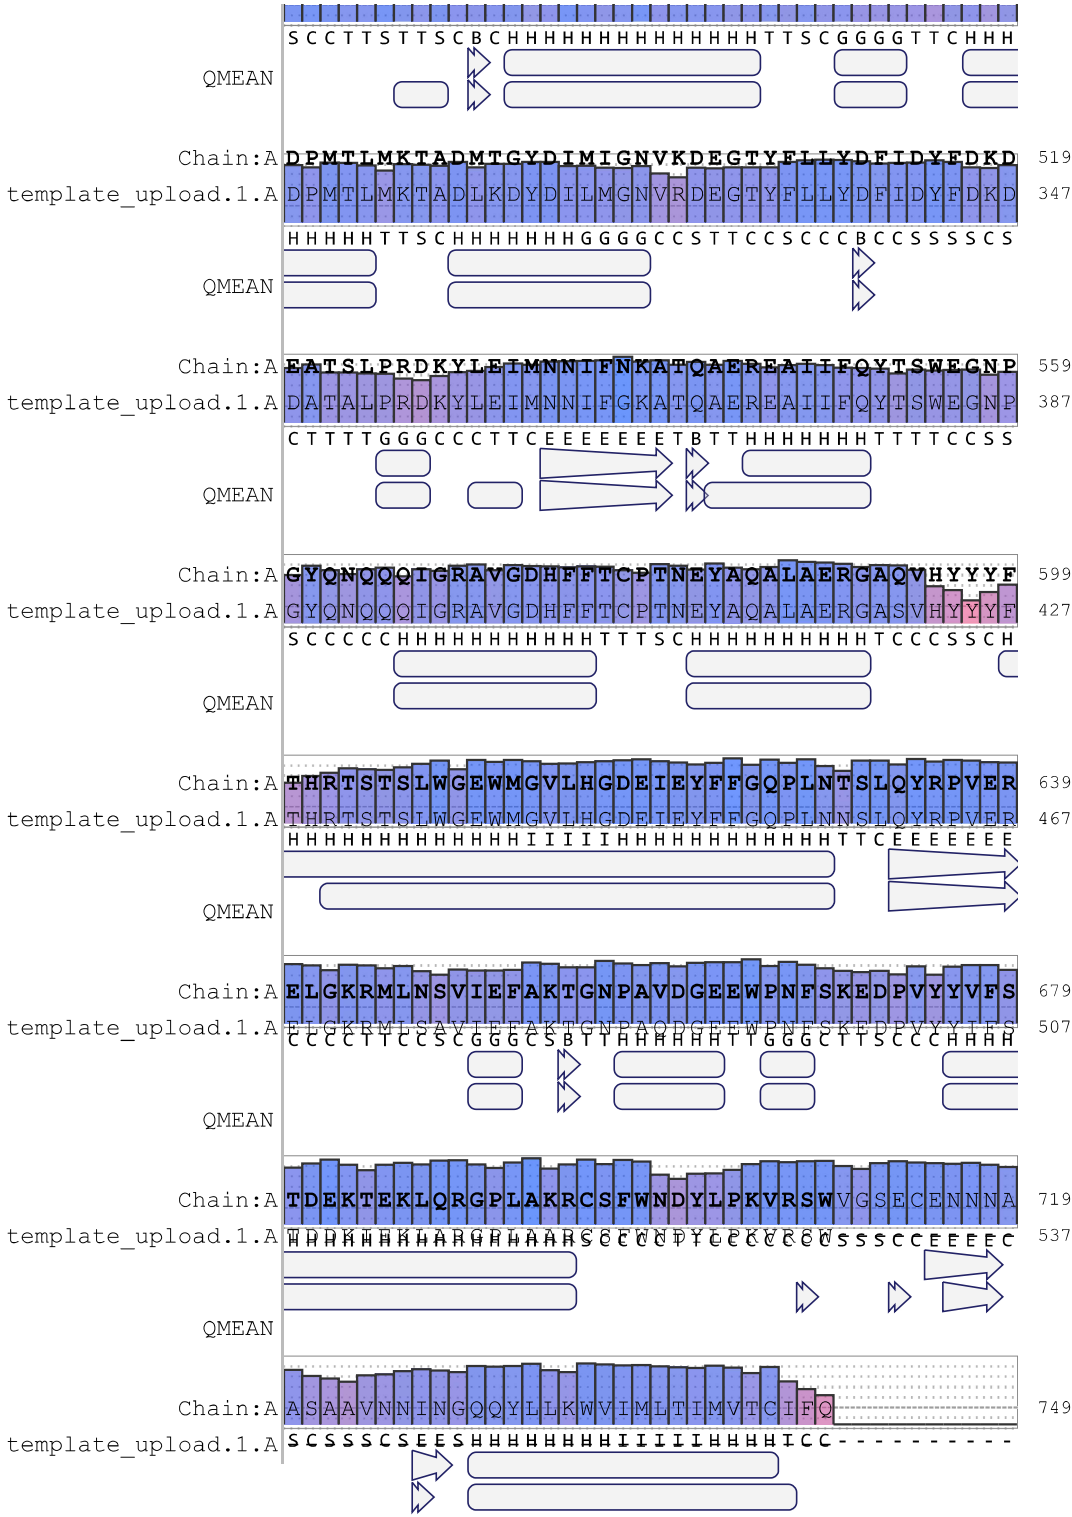 S C C T T S T T S C B C H H H H H H H H H H H H H H T T S C G G G G T T C H H H
QMEAN
Chain:A DPMTLMKTADMTGYDIMIGNVKDEGTYFLLYDFIDYFDKD 519
template_upload.1.A DPMTLMKTADLKDYDILMGNVRDEGTYFLLYDFIDYFDKD 347
H H H H H T T S C H H H H H H H G G G G C C S T T C C S C C C B C C S S S S C S
QMEAN
Chain:A EATSLPRDKYLEIMNNIFNKATQAEREAIIFQYTSWEGNP 559
template_upload.1.A DATALPRDKYLEIMNNIFGKATQAEREAIIFQYTSWEGNP 387
C T T T T G G G C C C T T C E E E E E E E T B T T H H H H H H H T T T T C C S S
QMEAN
Chain:A GYQNQQQIGRAVGDHFFTCPTNEYAQALAERGAQVHYYYF 599
template_upload.1.A GYQNQQQIGRAVGDHFFTCPTNEYAQALAERGASVHYYYF 427
S C C C C C H H H H H H H H H H H T T T S C H H H H H H H H H H T C C C S S C H
QMEAN
Chain:A THRTSTSLWGEWMGVLHGDEIEYFFGQPLNTSLQYRPVER 639
template_upload.1.A THRTSTSLWGEWMGVLHGDEIEYFFGQPLNNSLQYRPVER 467
H H H H H H H H H H H H H I I I I I H H H H H H H H H H H H T T C E E E E E E E
QMEAN
Chain:A ELGKRMLNSVIEFAKTGNPAVDGEEWPNFSKEDPVYYVFS 679
template_upload.1.A ELGKRMLSAVIEFAKTGNPAQDGEEWPNFSKEDPVYYIFS 507
C C C C T T C C S C G G G C S B T T H H H H H H T T G G G C T T S C C C H H H H
QMEAN
Chain:A TDEKTEKLQRGPLAKRCSFWNDYLPKVRSWVGSECENNNA 719
template_upload.1.A 537
QMEAN
Chain:A ASAAVNNINGQQYLLKWVIMLTIMVTCIFQ 749
template_upload.1.A